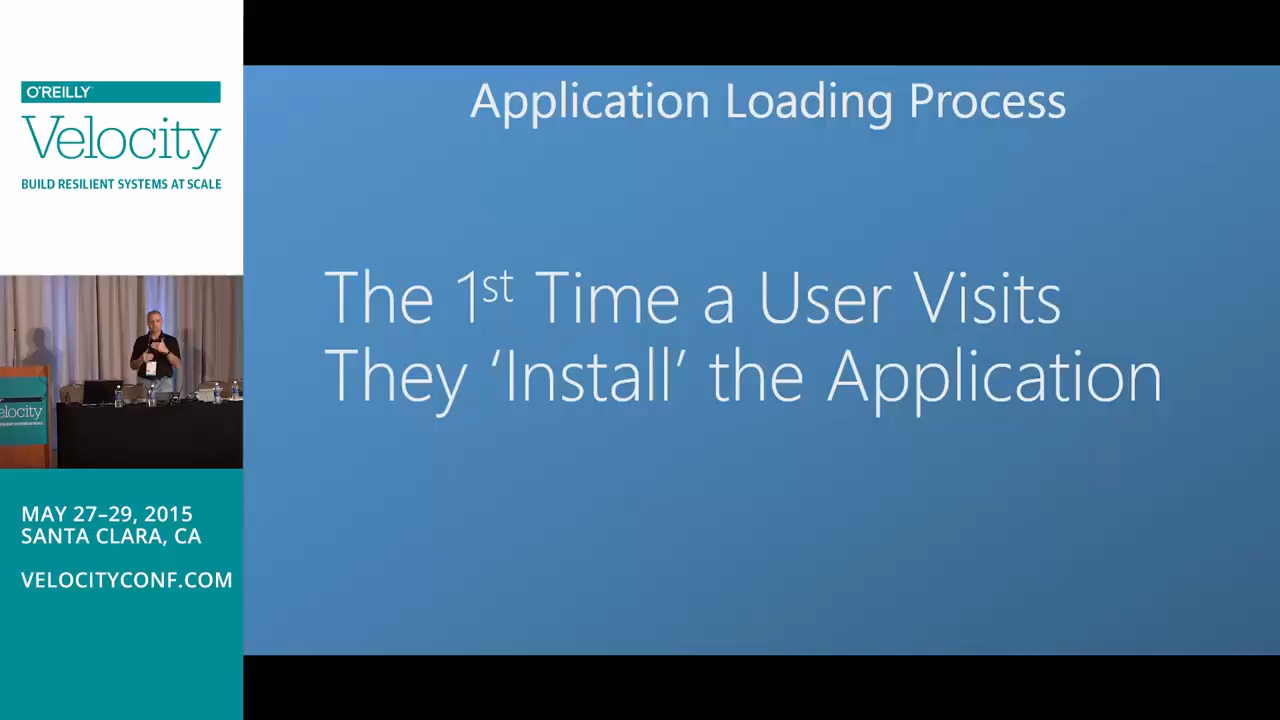 O'REILLY
Velocity
BUILD RESILIENT SYSTEMS AT SCALE
Application Loading Process
The 1st Time a User Visits
They ‘Install’ the Application
elocity
MAY 27–29, 2015
SANTA CLARA, CA
VELOCITYCONF.COM